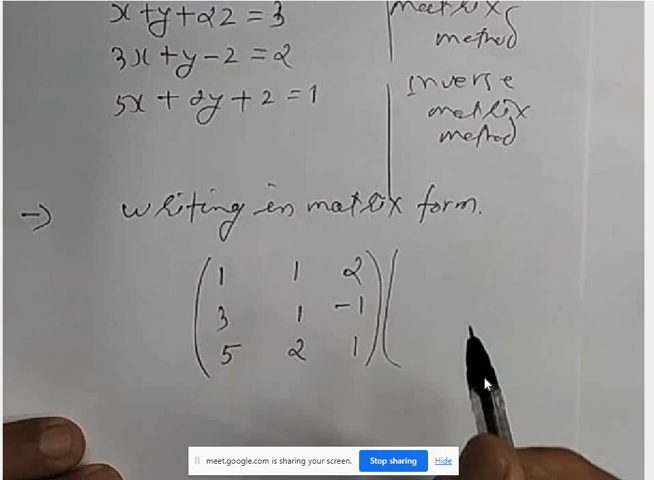 x+y+2z=3
3x+y-z=2
5x+2y+z=1
matrix
method
inverse
matrix
method
→ writing in matrix form.
( 1 1 2 ) (
3 1 -1
5 2 1
meet.google.com is sharing your screen. Stop sharing Hide